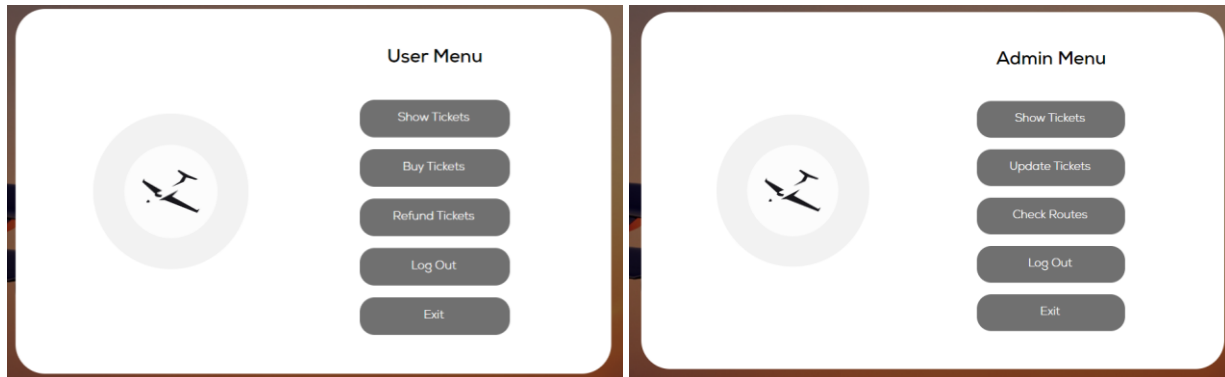 User Menu
Show Tickets
Buy Tickets
Refund Tickets
Log Out
Exit
Admin Menu
Show Tickets
Update Tickets
Check Routes
Log Out
Exit